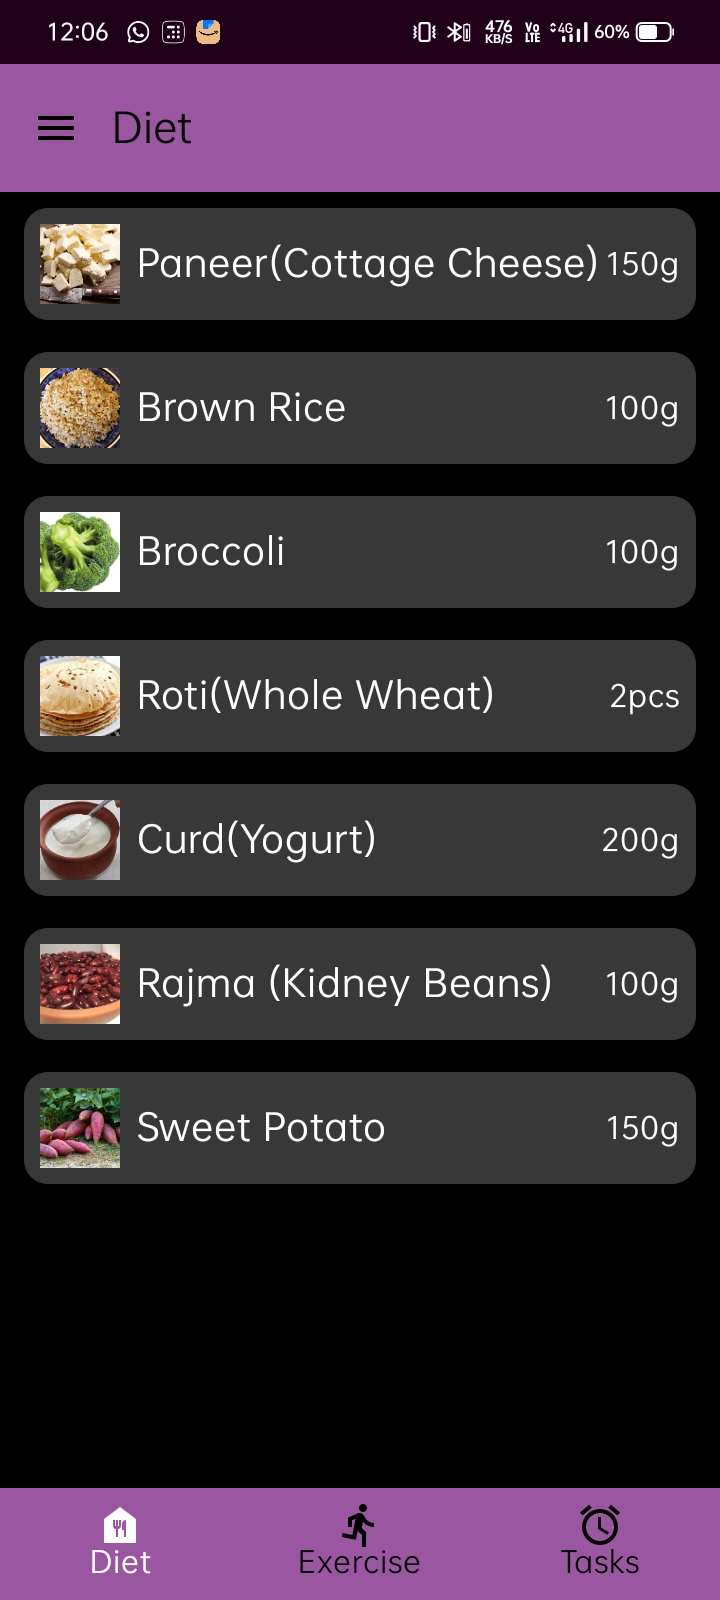 12:06 476 KB/S Vo LTE 4G 60%
Diet
Paneer(Cottage Cheese) 150g
Brown Rice 100g
Broccoli 100g
Roti(Whole Wheat) 2pcs
Curd(Yogurt) 200g
Rajma (Kidney Beans) 100g
Sweet Potato 150g
Diet Exercise Tasks